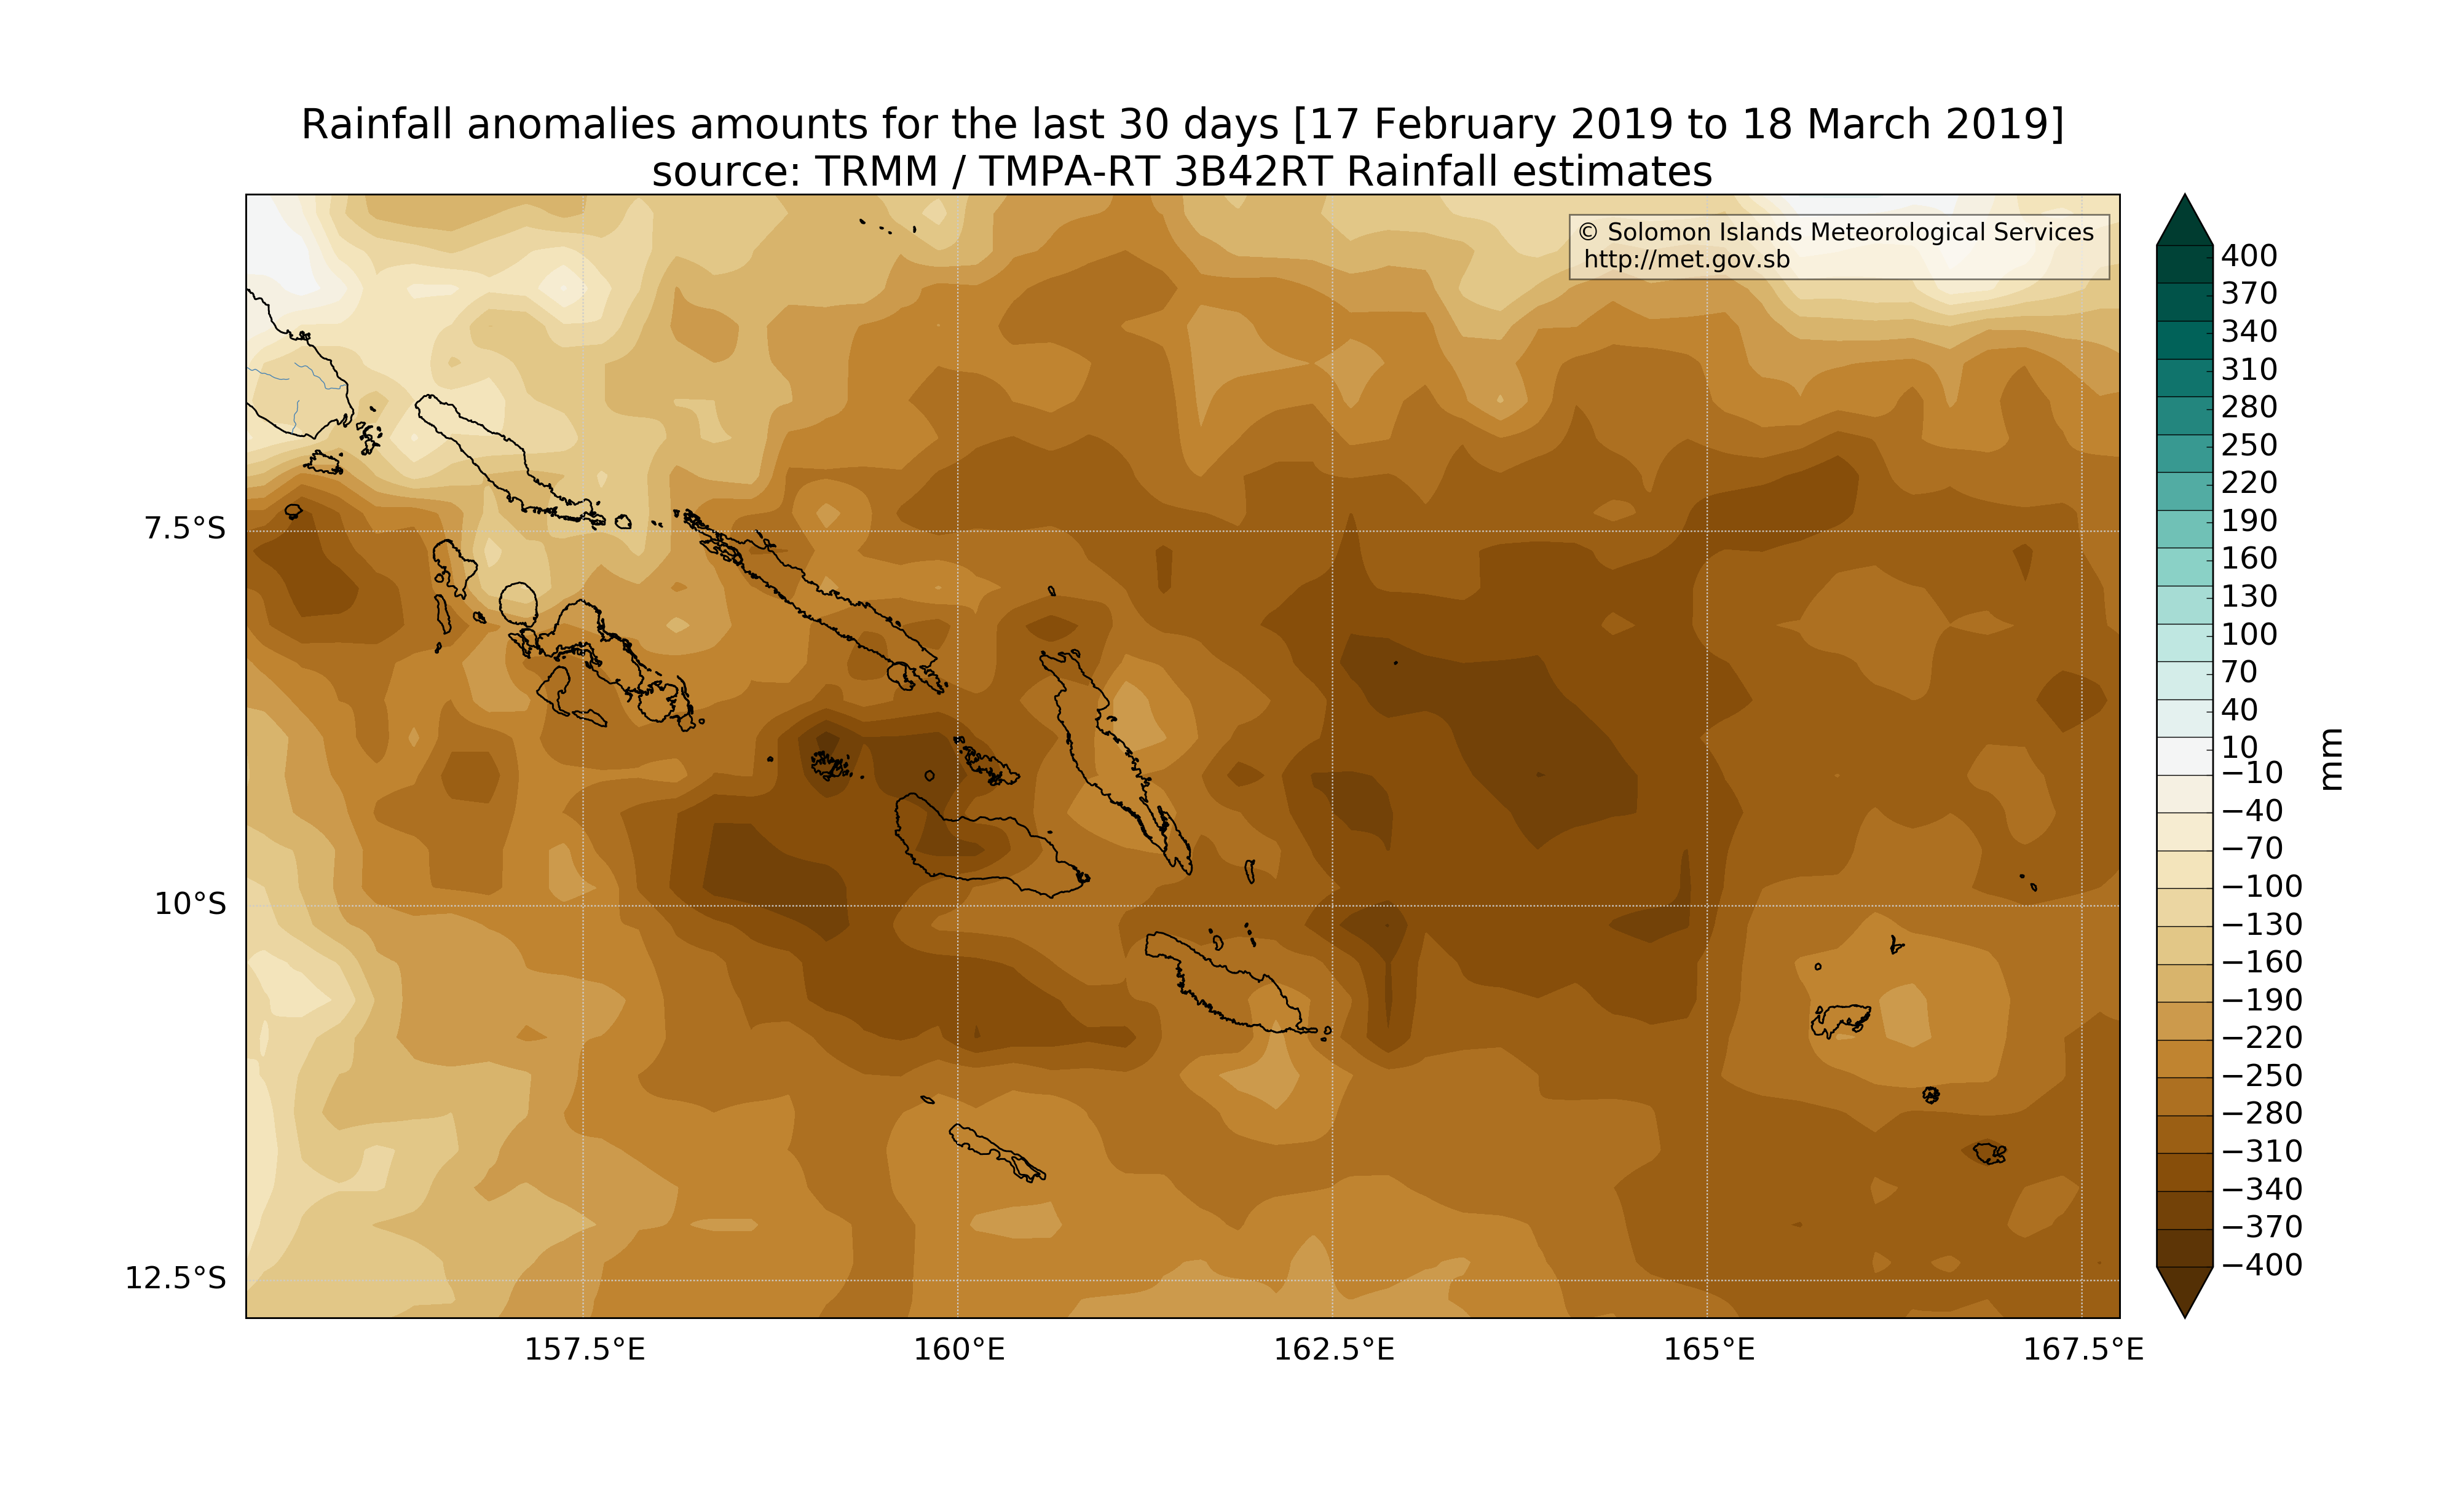 Rainfall anomalies amounts for the last 30 days [17 February 2019 to 18 March 2019]
source: TRMM / TMPA-RT 3B42RT Rainfall estimates
© Solomon Islands Meteorological Services
http://met.gov.sb
7.5°S
10°S
12.5°S
157.5°E
160°E
162.5°E
165°E
167.5°E
400
370
340
310
280
250
220
190
160
130
100
70
40
10
−10
−40
−70
−100
−130
−160
−190
−220
−250
−280
−310
−340
−370
−400
mm